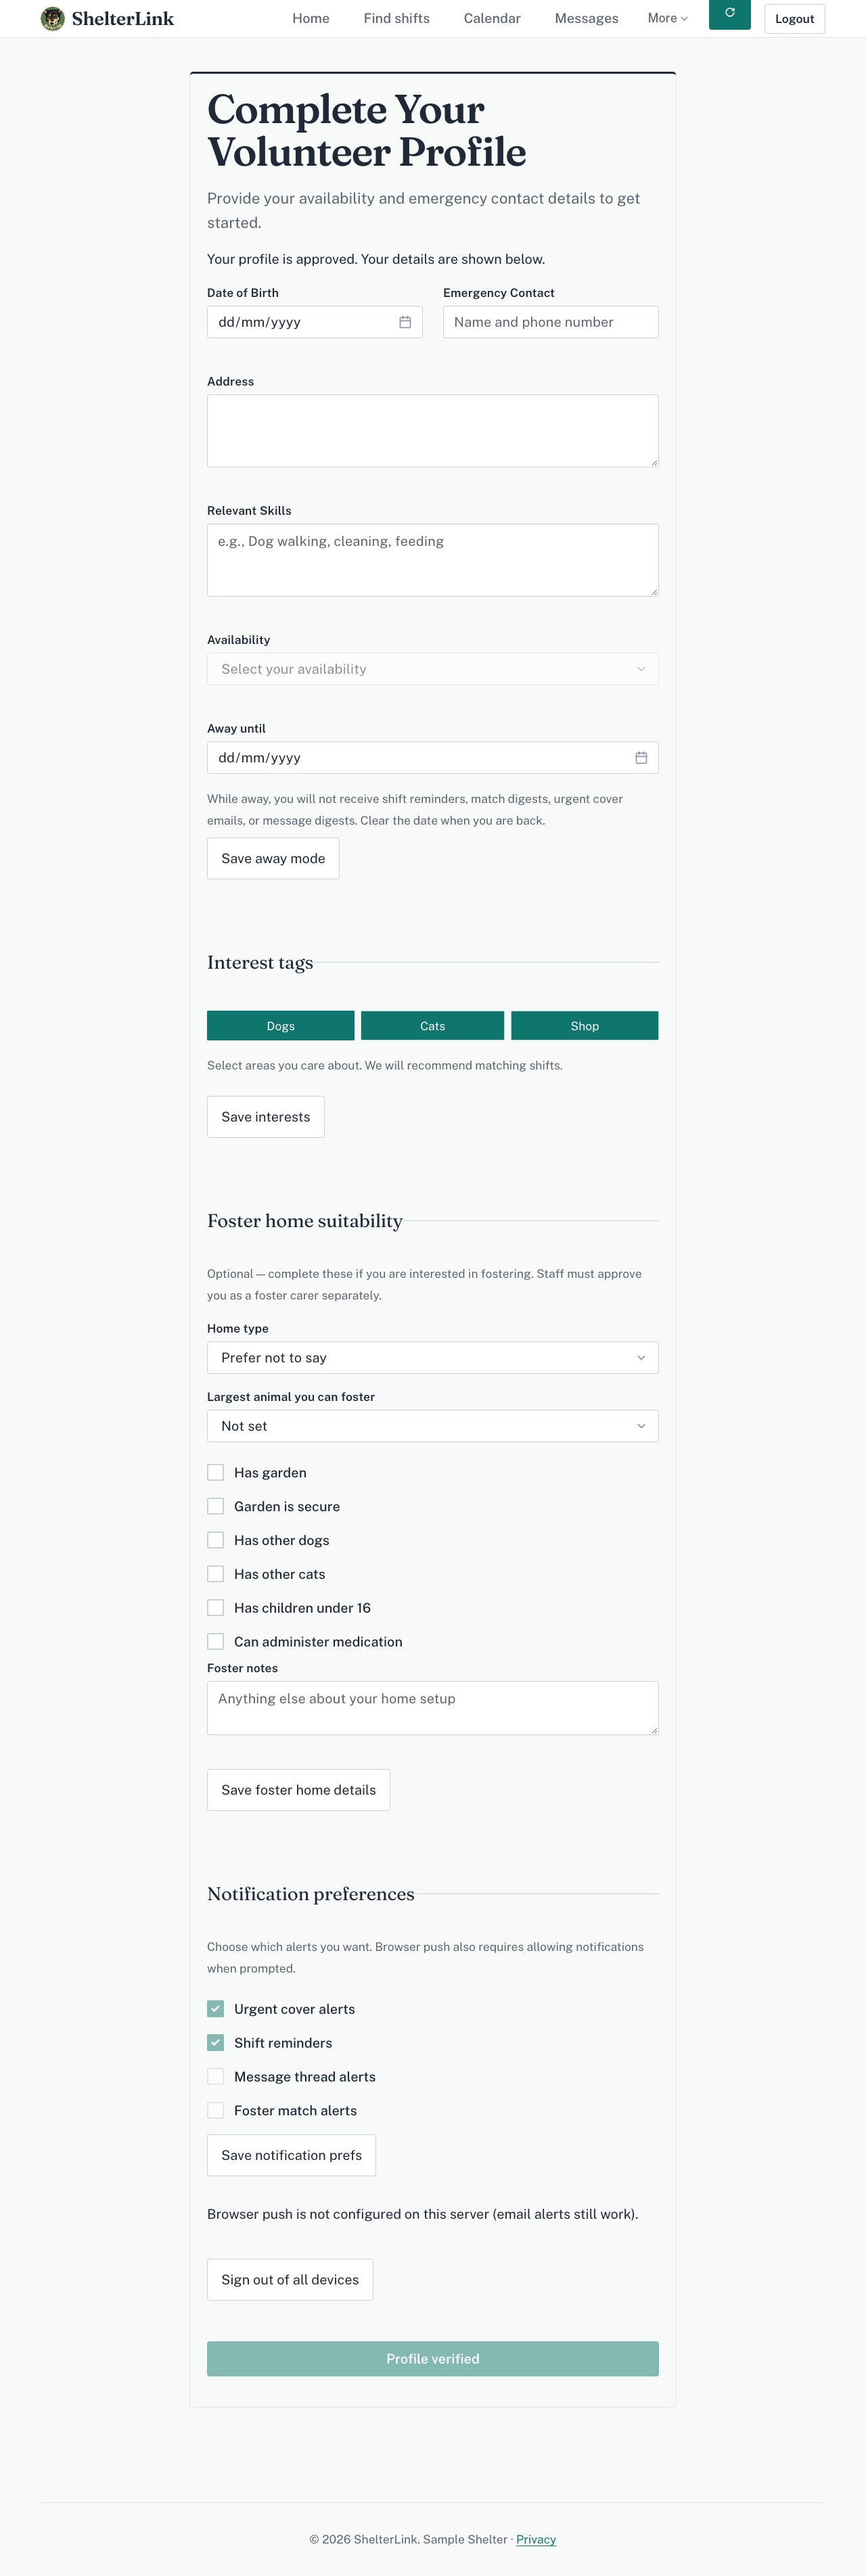 ShelterLink
Home
Find shifts
Calendar
Messages
More
Logout
Complete Your
Volunteer Profile
Provide your availability and emergency contact details to get
started.
Your profile is approved. Your details are shown below.
Date of Birth
Emergency Contact
dd/mm/yyyy
Name and phone number
Address
Relevant Skills
e.g., Dog walking, cleaning, feeding
Availability
Select your availability
Away until
dd/mm/yyyy
While away, you will not receive shift reminders, match digests, urgent cover
emails, or message digests. Clear the date when you are back.
Save away mode
Interest tags
Dogs
Cats
Shop
Select areas you care about. We will recommend matching shifts.
Save interests
Foster home suitability
Optional — complete these if you are interested in fostering. Staff must approve
you as a foster carer separately.
Home type
Prefer not to say
Largest animal you can foster
Not set
Has garden
Garden is secure
Has other dogs
Has other cats
Has children under 16
Can administer medication
Foster notes
Anything else about your home setup
Save foster home details
Notification preferences
Choose which alerts you want. Browser push also requires allowing notifications
when prompted.
Urgent cover alerts
Shift reminders
Message thread alerts
Foster match alerts
Save notification prefs
Browser push is not configured on this server (email alerts still work).
Sign out of all devices
Profile verified
© 2026 ShelterLink. Sample Shelter · Privacy